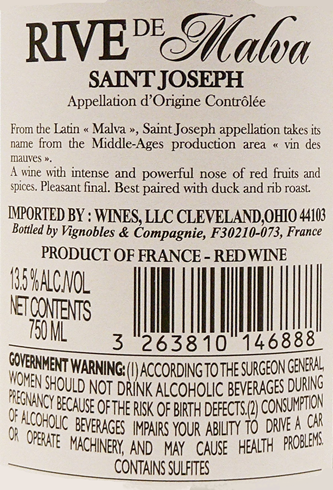 RIVE DE Malva
SAINT JOSEPH
Appellation d'Origine Contrôlée
From the Latin « Malva », Saint Joseph appellation takes its
name from the Middle-Ages production area « vin des
mauves ».
A wine with intense and powerful nose of red fruits and
spices. Pleasant final. Best paired with duck and rib roast.
IMPORTED BY : WINES, LLC CLEVELAND,OHIO 44103
Bottled by Vignobles & Compagnie, F30210-073, France
PRODUCT OF FRANCE - RED WINE
13.5 % ALC./VOL
NET CONTENTS
750 ML
3 263810 146888
GOVERNMENT WARNING: (1) ACCORDING TO THE SURGEON GENERAL,
WOMEN SHOULD NOT DRINK ALCOHOLIC BEVERAGES DURING
PREGNANCY BECAUSE OF THE RISK OF BIRTH DEFECTS.(2) CONSUMPTION
OF ALCOHOLIC BEVERAGES IMPAIRS YOUR ABILITY TO DRIVE A CAR
OR OPERATE MACHINERY, AND MAY CAUSE HEALTH PROBLEMS.
CONTAINS SULFITES